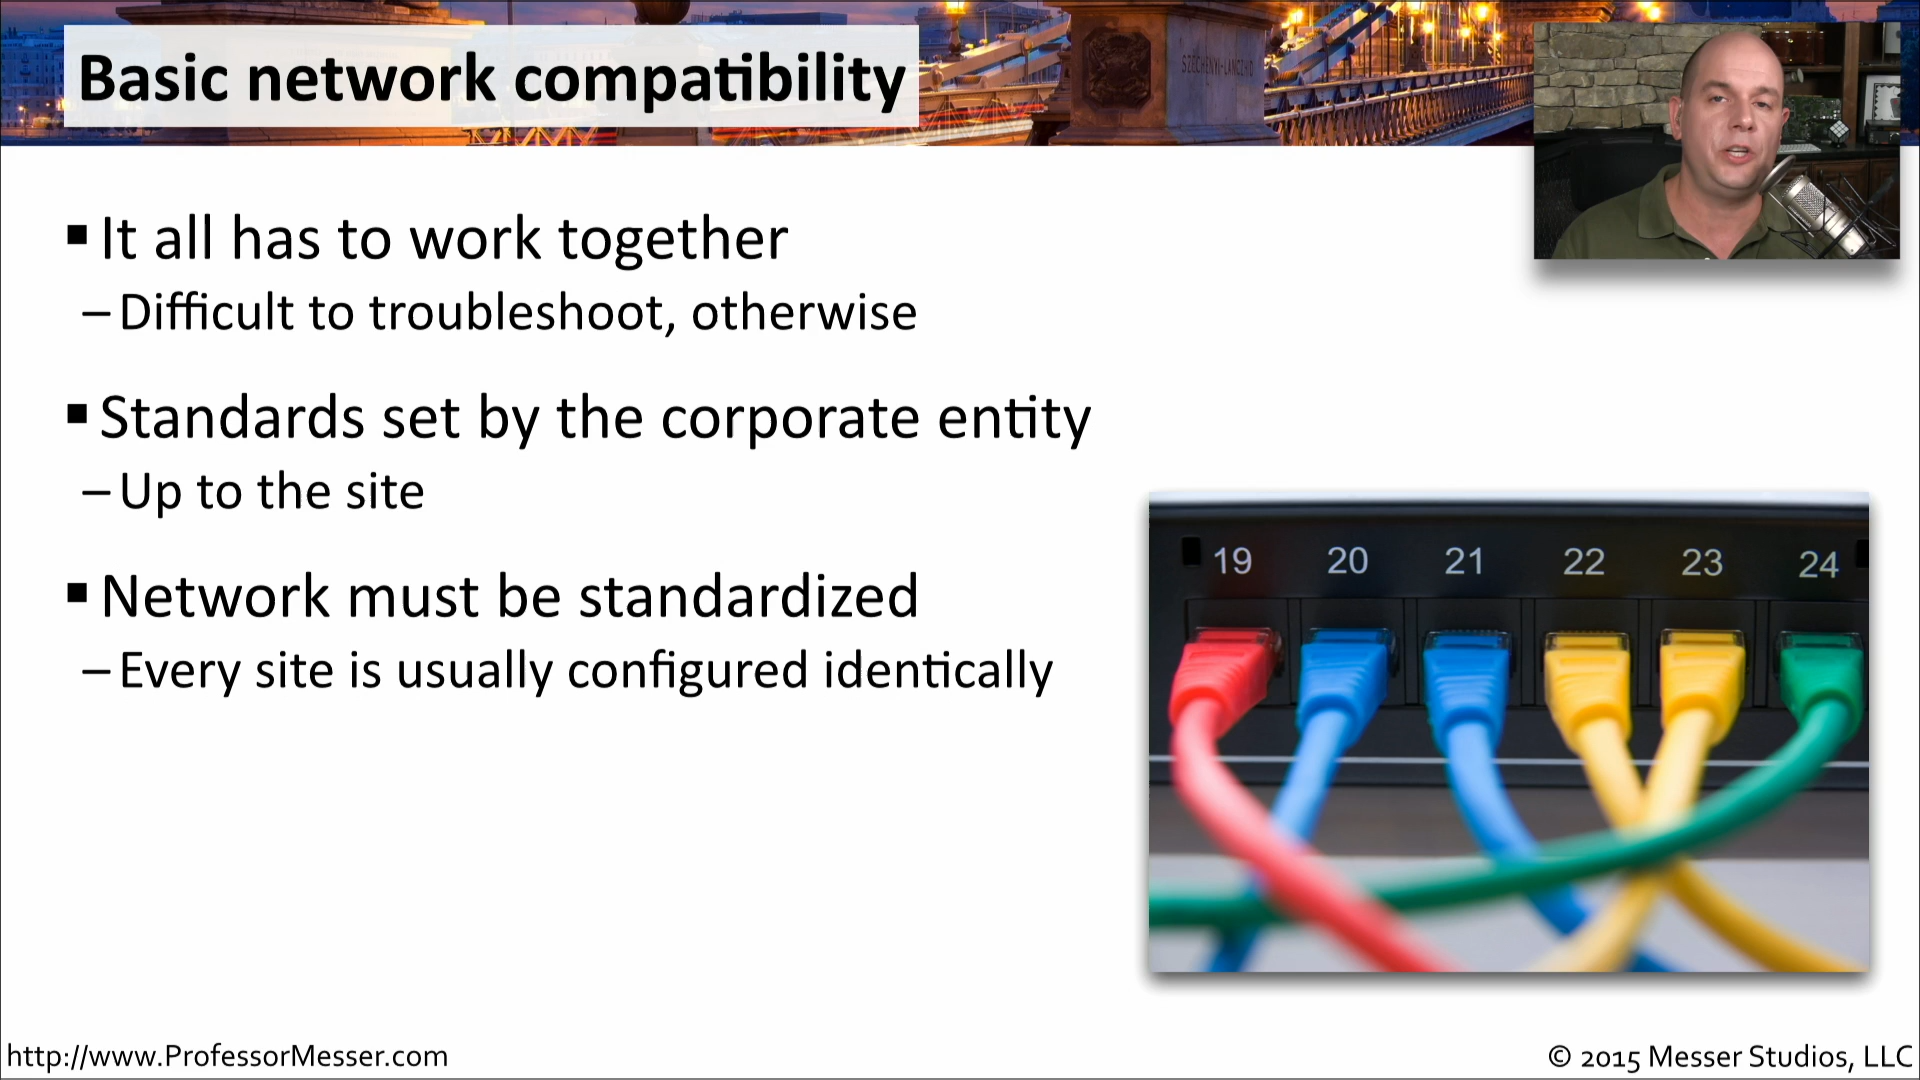 Basic network compatibility
SZÉCHENYI-LÁNCZHÍD
▪ It all has to work together
– Difficult to troubleshoot, otherwise
▪ Standards set by the corporate entity
– Up to the site
▪ Network must be standardized
– Every site is usually configured identically
19 20 21 22 23 24
http://www.ProfessorMesser.com
© 2015 Messer Studios, LLC